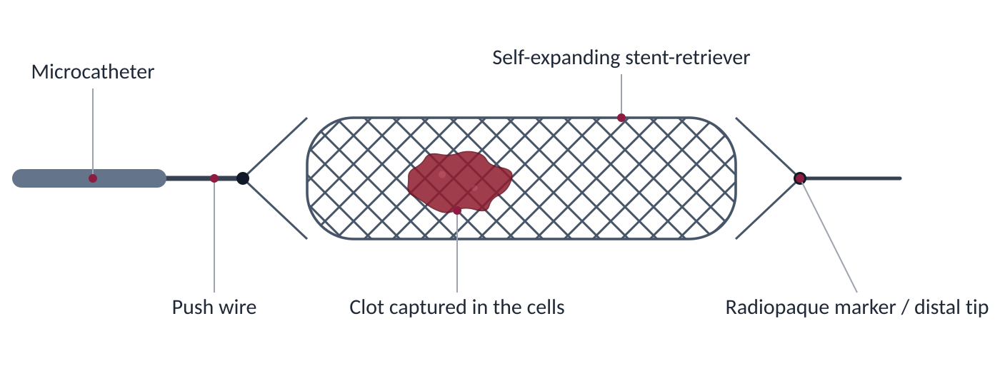 Self-expanding stent-retriever
Microcatheter
Push wire
Clot captured in the cells
Radiopaque marker / distal tip